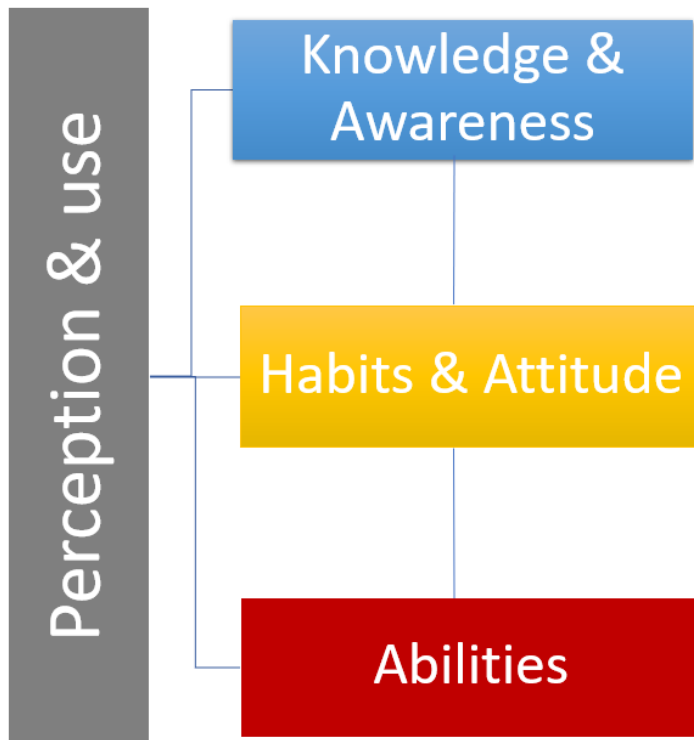 Perception & use
Knowledge &
Awareness
Habits & Attitude
Abilities